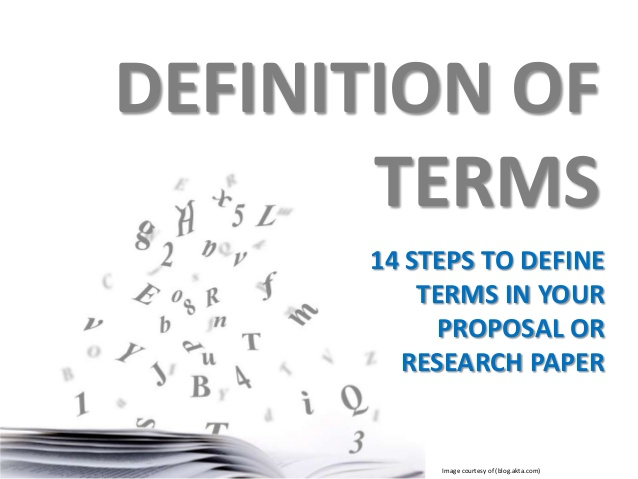 DEFINITION OF
TERMS
14 STEPS TO DEFINE
TERMS IN YOUR
PROPOSAL OR
RESEARCH PAPER
Image courtesy of (blog.akta.com)